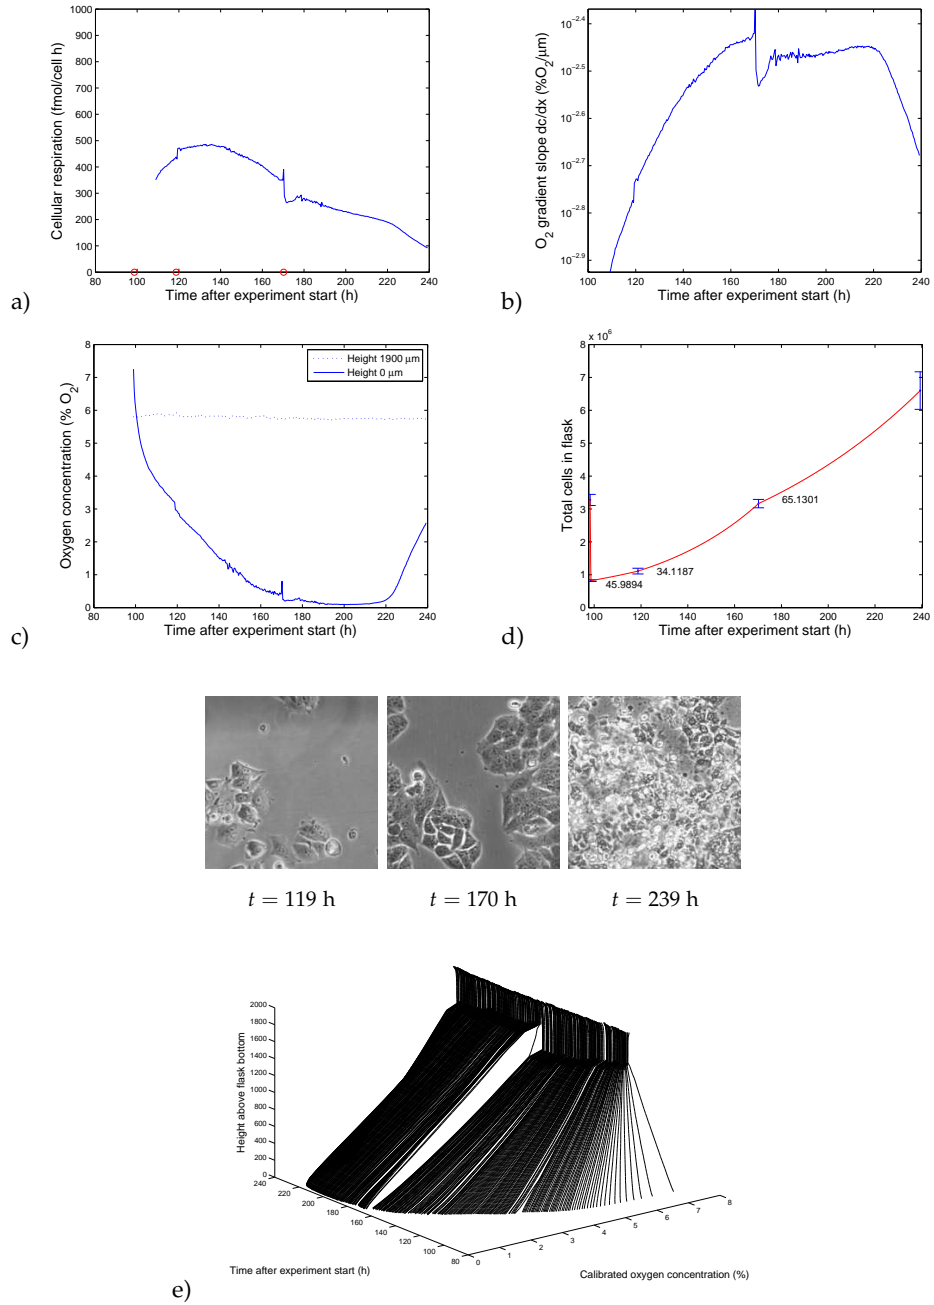 1000
900
800
700
600
500
400
300
200
100
0
80 100 120 140 160 180 200 220 240
Cellular respiration (fmol/cell h)
Time after experiment start (h)
a)
10^−2.4
10^−2.5
10^−2.6
10^−2.7
10^−2.8
10^−2.9
100 120 140 160 180 200 220 240
O2 gradient slope dc/dx (%O2/μm)
Time after experiment start (h)
b)
8
7
6
5
4
3
2
1
0
80 100 120 140 160 180 200 220 240
Oxygen concentration (% O2)
Height 1900 μm
Height 0 μm
Time after experiment start (h)
c)
x 10^6
8
7
6
5
4
3
2
1
0
100 120 140 160 180 200 220 240
Total cells in flask
65.1301
34.1187
45.9894
Time after experiment start (h)
d)
t = 119 h t = 170 h t = 239 h
2000
1800
1600
1400
1200
1000
800
600
400
200
0
Height above flask bottom
240 220 200 180 160 140 120 100 80
0 1 2 3 4 5 6 7 8
Time after experiment start (h)
Calibrated oxygen concentration (%)
e)